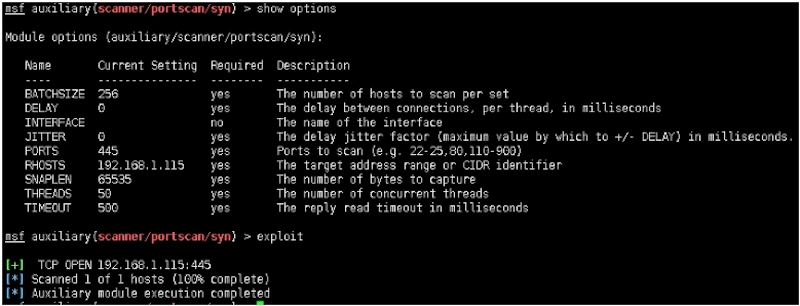 msf auxiliary(scanner/portscan/syn) > show options
Module options (auxiliary/scanner/portscan/syn):
Name Current Setting Required Description
---- --------------- -------- -----------
BATCHSIZE 256 yes The number of hosts to scan per set
DELAY 0 yes The delay between connections, per thread, in milliseconds
INTERFACE no The name of the interface
JITTER 0 yes The delay jitter factor (maximum value by which to +/- DELAY) in milliseconds.
PORTS 445 yes Ports to scan (e.g. 22-25,80,110-900)
RHOSTS 192.168.1.115 yes The target address range or CIDR identifier
SNAPLEN 65535 yes The number of bytes to capture
THREADS 50 yes The number of concurrent threads
TIMEOUT 500 yes The reply read timeout in milliseconds
msf auxiliary(scanner/portscan/syn) > exploit
[+] TCP OPEN 192.168.1.115:445
[*] Scanned 1 of 1 hosts (100% complete)
[*] Auxiliary module execution completed